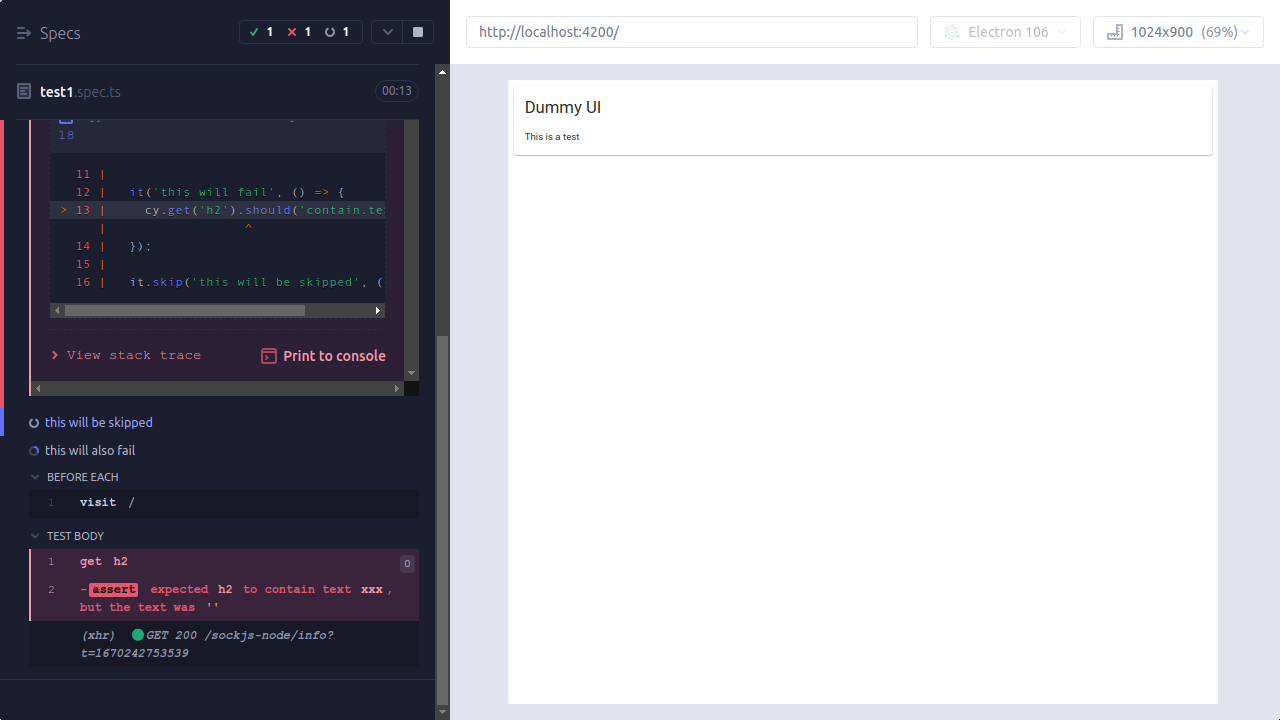 Specs
1 1 1
test1.spec.ts
00:13
18
11 |
12 | it('this will fail', () => {
> 13 | cy.get('h2').should('contain.te
| ^
14 | });
15 |
16 | it.skip('this will be skipped', (
View stack trace
Print to console
this will be skipped
this will also fail
BEFORE EACH
1 visit /
TEST BODY
1 get h2 0
2 -assert expected h2 to contain text xxx,
but the text was ''
(xhr) GET 200 /sockjs-node/info?
t=1670242753539
http://localhost:4200/
Electron 106
1024x900 (69%)
Dummy UI
This is a test